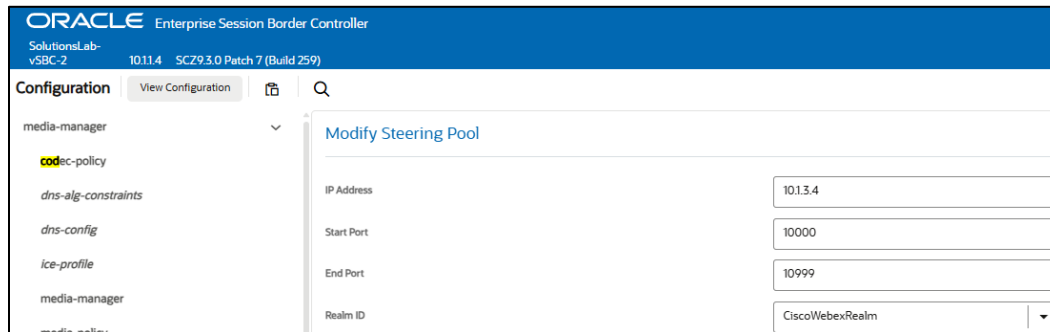 ORACLE Enterprise Session Border Controller
SolutionsLab-
vSBC-2 10.1.1.4 SCZ9.3.0 Patch 7 (Build 259)
Configuration View Configuration
media-manager
codec-policy
dns-alg-constraints
dns-config
ice-profile
media-manager
media-policy
Modify Steering Pool
IP Address 10.1.3.4
Start Port 10000
End Port 10999
Realm ID CiscoWebexRealm